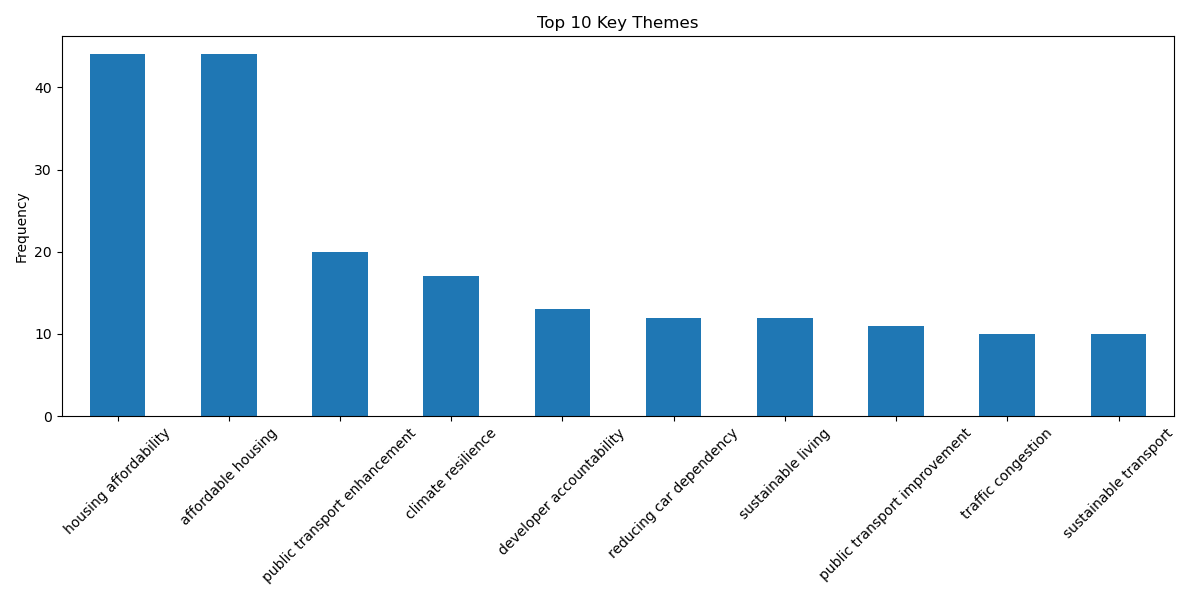 Top 10 Key Themes
Frequency
40
30
20
10
0
housing affordability
affordable housing
public transport enhancement
climate resilience
developer accountability
reducing car dependency
sustainable living
public transport improvement
traffic congestion
sustainable transport